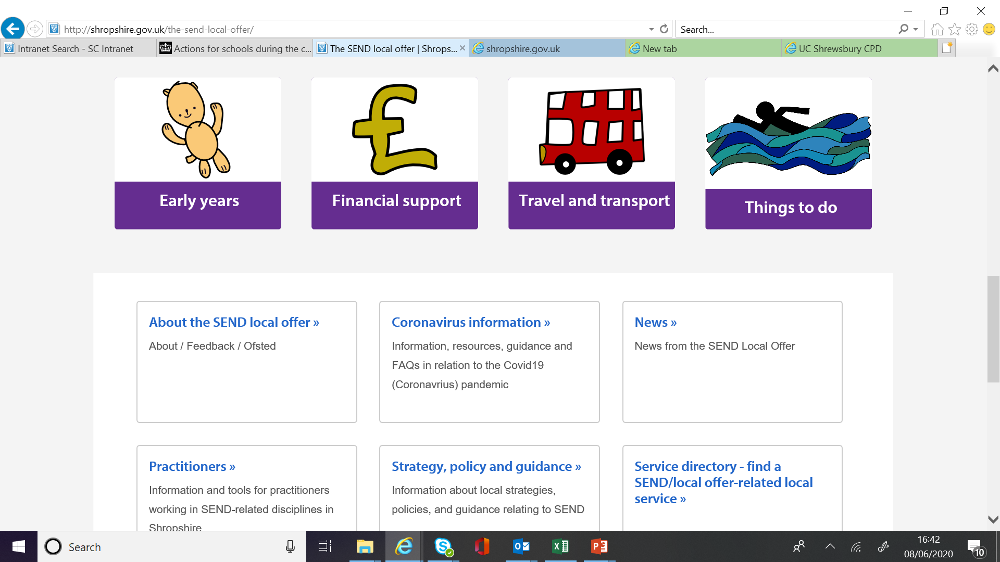 http://shropshire.gov.uk/the-send-local-offer/
Search...
Intranet Search - SC Intranet
Actions for schools during the c...
The SEND local offer | Shrops...
shropshire.gov.uk
New tab
UC Shrewsbury CPD
Early years
Financial support
Travel and transport
Things to do
About the SEND local offer »
About / Feedback / Ofsted
Coronavirus information »
Information, resources, guidance and
FAQs in relation to the Covid19
(Coronavrius) pandemic
News »
News from the SEND Local Offer
Practitioners »
Information and tools for practitioners
working in SEND-related disciplines in
Shropshire
Strategy, policy and guidance »
Information about local strategies,
policies, and guidance relating to SEND
Service directory - find a
SEND/local offer-related local
service »
Search
16:42
08/06/2020
10